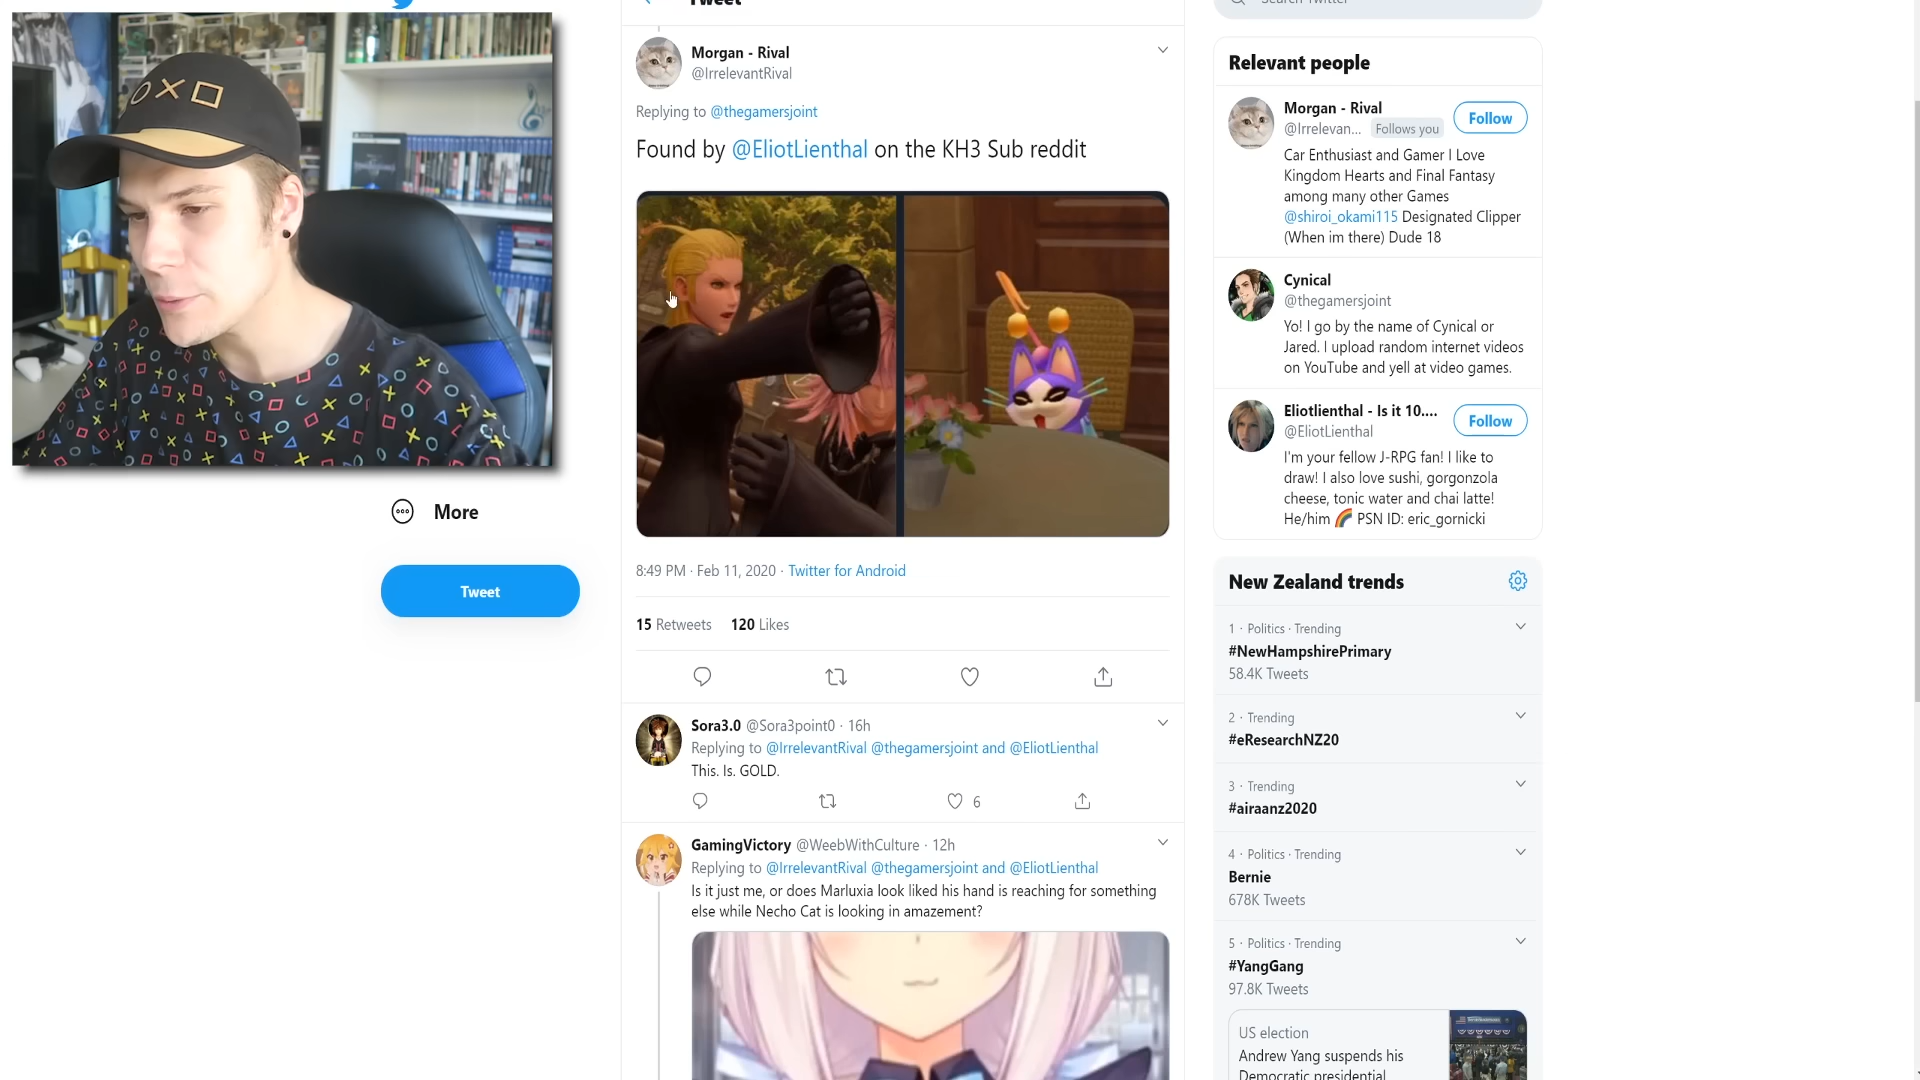 Tweet
Search Twitter
Morgan - Rival
@IrrelevantRival
Replying to @thegamersjoint
Found by @EliotLienthal on the KH3 Sub reddit
8:49 PM · Feb 11, 2020 · Twitter for Android
15 Retweets 120 Likes
Sora3.0 @Sora3point0 · 16h
Replying to @IrrelevantRival @thegamersjoint and @EliotLienthal
This. Is. GOLD.
6
GamingVictory @WeebWithCulture · 12h
Replying to @IrrelevantRival @thegamersjoint and @EliotLienthal
Is it just me, or does Marluxia look liked his hand is reaching for something
else while Necho Cat is looking in amazement?
More
Tweet
Relevant people
Morgan - Rival
@Irrelevan... Follows you
Follow
Car Enthusiast and Gamer I Love
Kingdom Hearts and Final Fantasy
among many other Games
@shiroi_okami115 Designated Clipper
(When im there) Dude 18
Cynical
@thegamersjoint
Yo! I go by the name of Cynical or
Jared. I upload random internet videos
on YouTube and yell at video games.
Eliotlienthal - Is it 10....
@EliotLienthal
Follow
I'm your fellow J-RPG fan! I like to
draw! I also love sushi, gorgonzola
cheese, tonic water and chai latte!
He/him 🌈 PSN ID: eric_gornicki
New Zealand trends
1 · Politics · Trending
#NewHampshirePrimary
58.4K Tweets
2 · Trending
#eResearchNZ20
3 · Trending
#airaanz2020
4 · Politics · Trending
Bernie
678K Tweets
5 · Politics · Trending
#YangGang
97.8K Tweets
US election
Andrew Yang suspends his
Democratic presidential